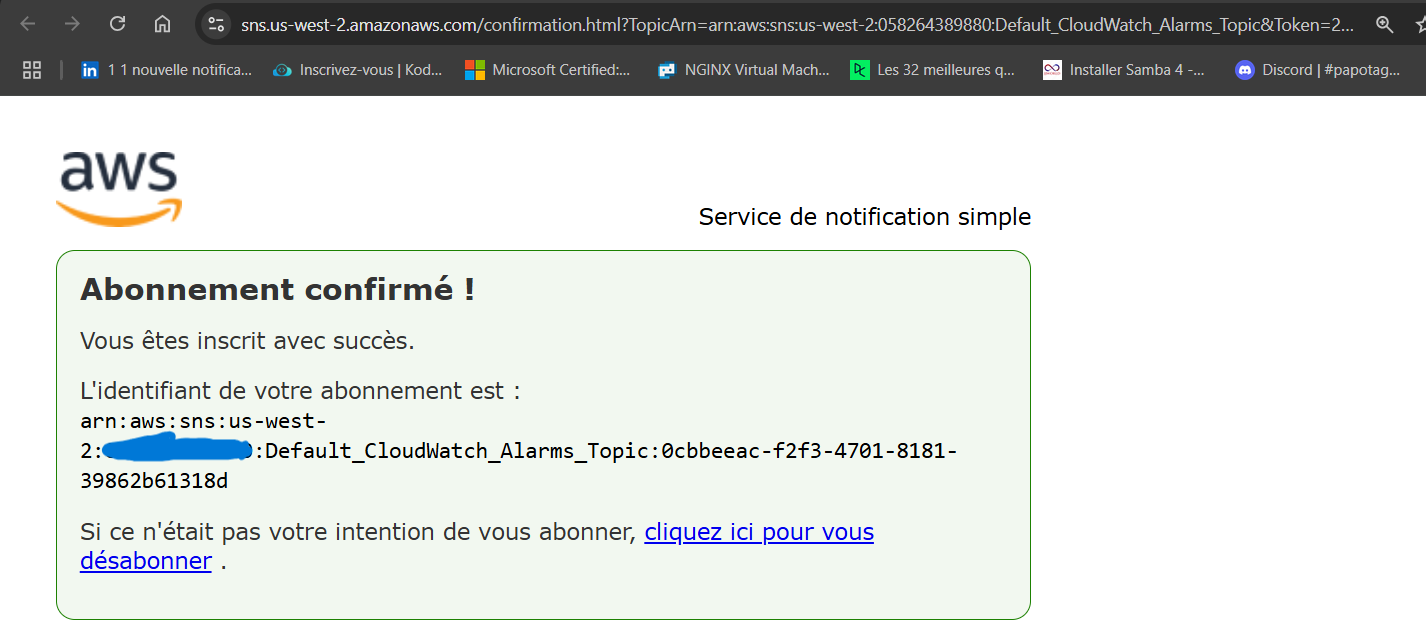 sns.us-west-2.amazonaws.com/confirmation.html?TopicArn=arn:aws:sns:us-west-2:058264389880:Default_CloudWatch_Alarms_Topic&Token=2...
1 1 nouvelle notifica... Inscrivez-vous | Kod... Microsoft Certified:... NGINX Virtual Mach... Les 32 meilleures q... Installer Samba 4 -... Discord | #papotag...
aws
Service de notification simple
Abonnement confirmé !
Vous êtes inscrit avec succès.
L'identifiant de votre abonnement est :
arn:aws:sns:us-west-
2: :Default_CloudWatch_Alarms_Topic:0cbbeeac-f2f3-4701-8181-
39862b61318d
Si ce n'était pas votre intention de vous abonner, cliquez ici pour vous
désabonner .